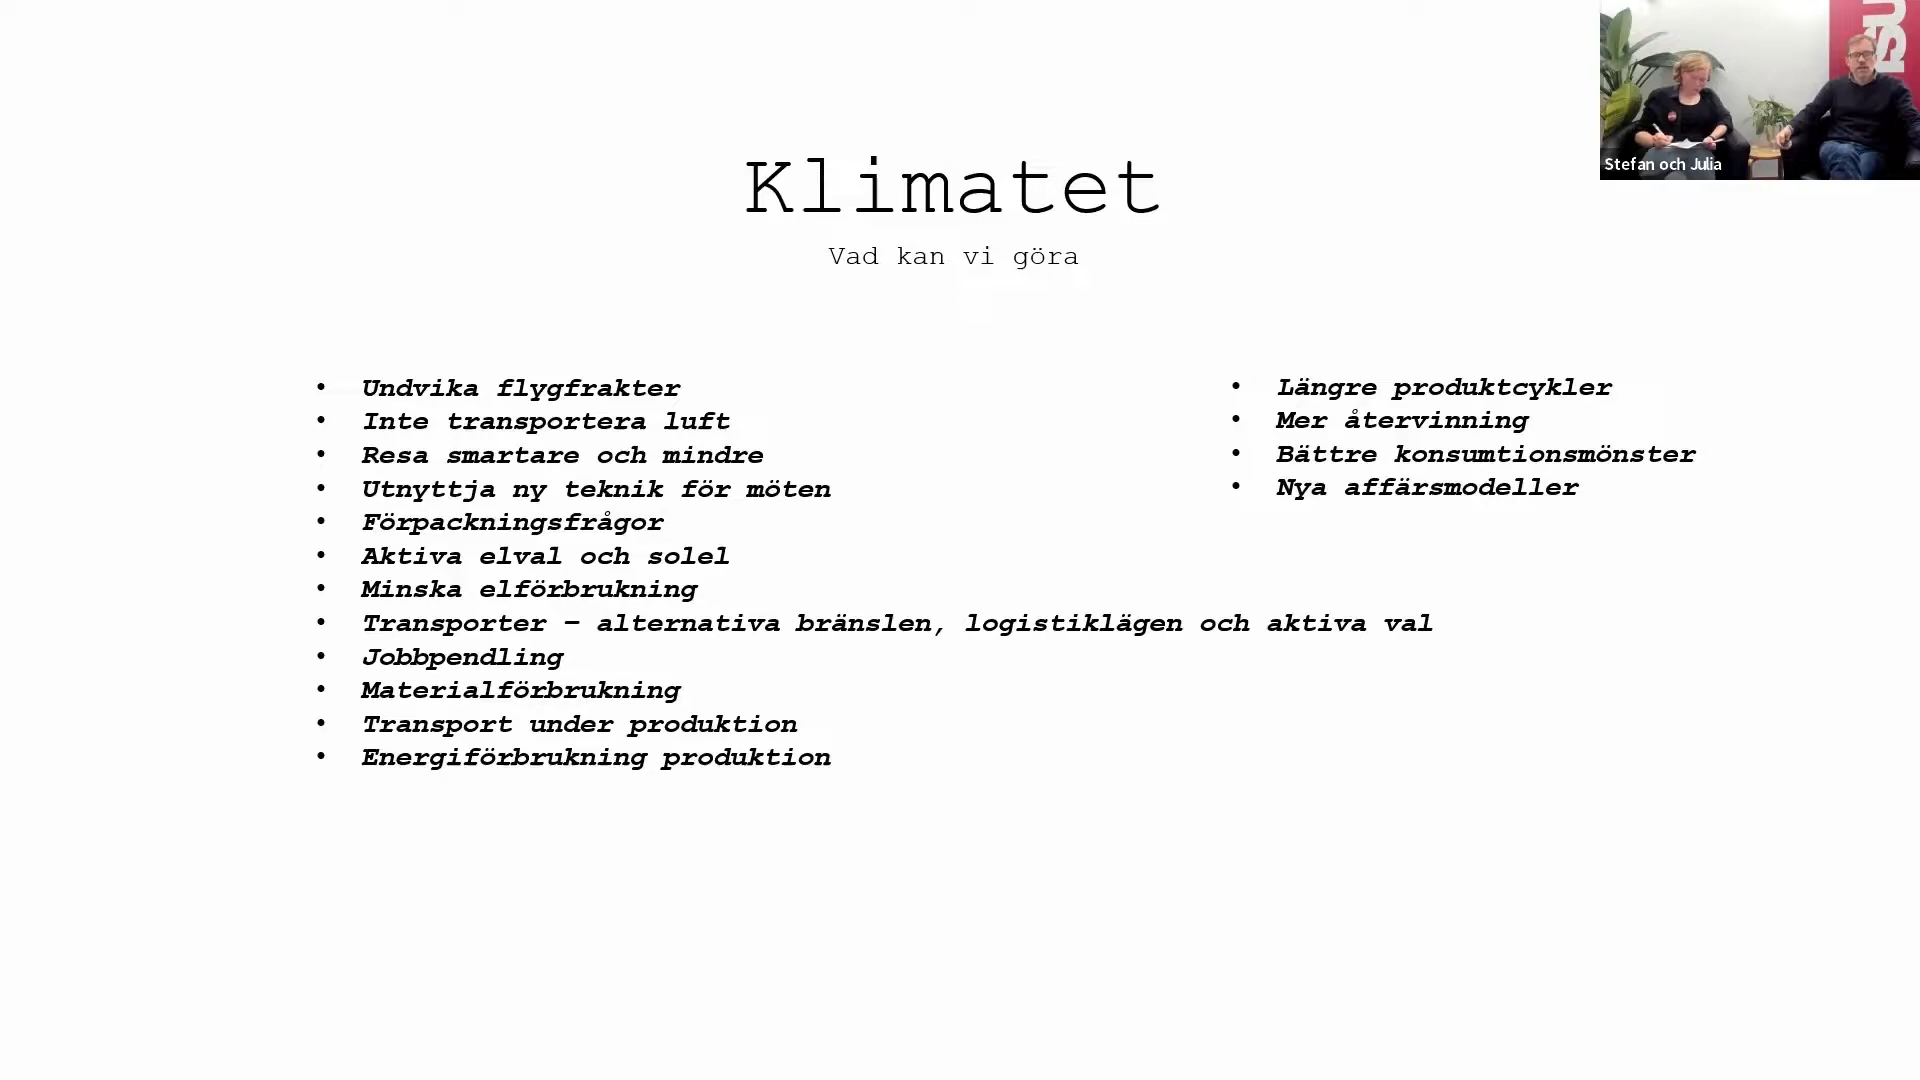 Klimatet
Vad kan vi göra
• Undvika flygfrakter
• Inte transportera luft
• Resa smartare och mindre
• Utnyttja ny teknik för möten
• Förpackningsfrågor
• Aktiva elval och solel
• Minska elförbrukning
• Transporter – alternativa bränslen, logistiklägen och aktiva val
• Jobbpendling
• Materialförbrukning
• Transport under produktion
• Energiförbrukning produktion
• Längre produktcykler
• Mer återvinning
• Bättre konsumtionsmönster
• Nya affärsmodeller
Stefan och Julia